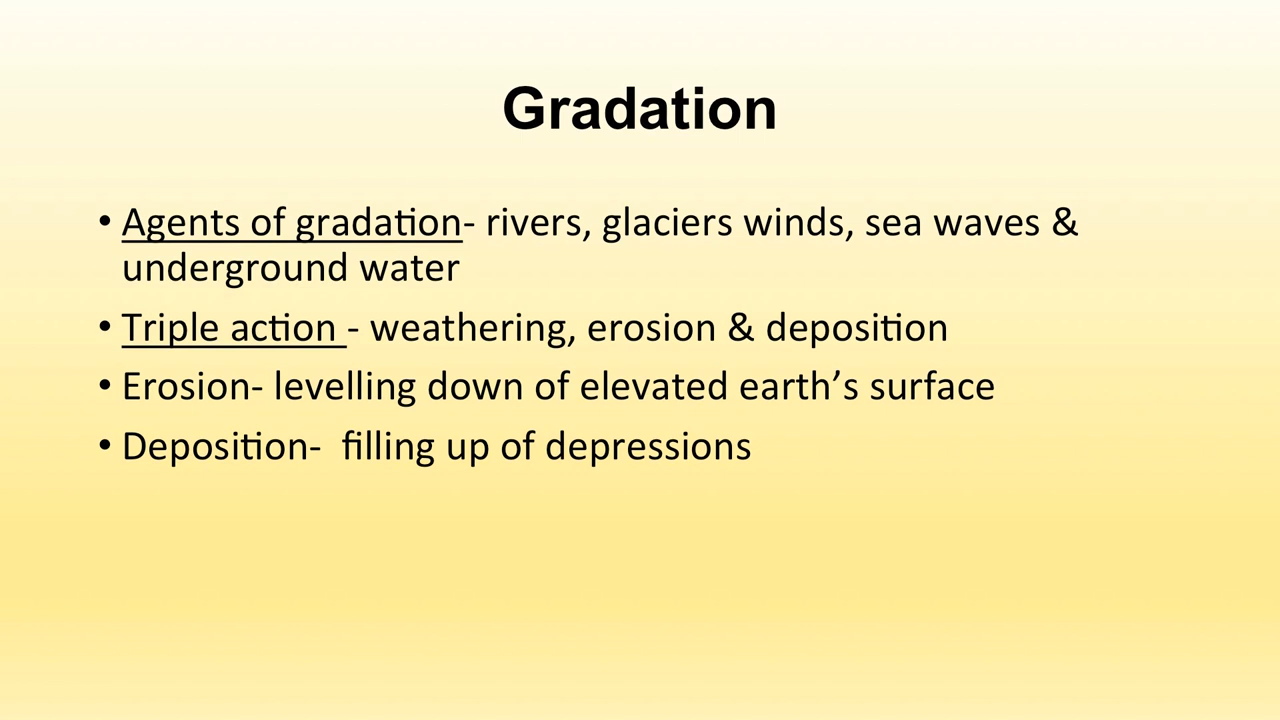 Gradation
• Agents of gradation- rivers, glaciers winds, sea waves &
underground water
• Triple action - weathering, erosion & deposition
• Erosion- levelling down of elevated earth’s surface
• Deposition-  filling up of depressions